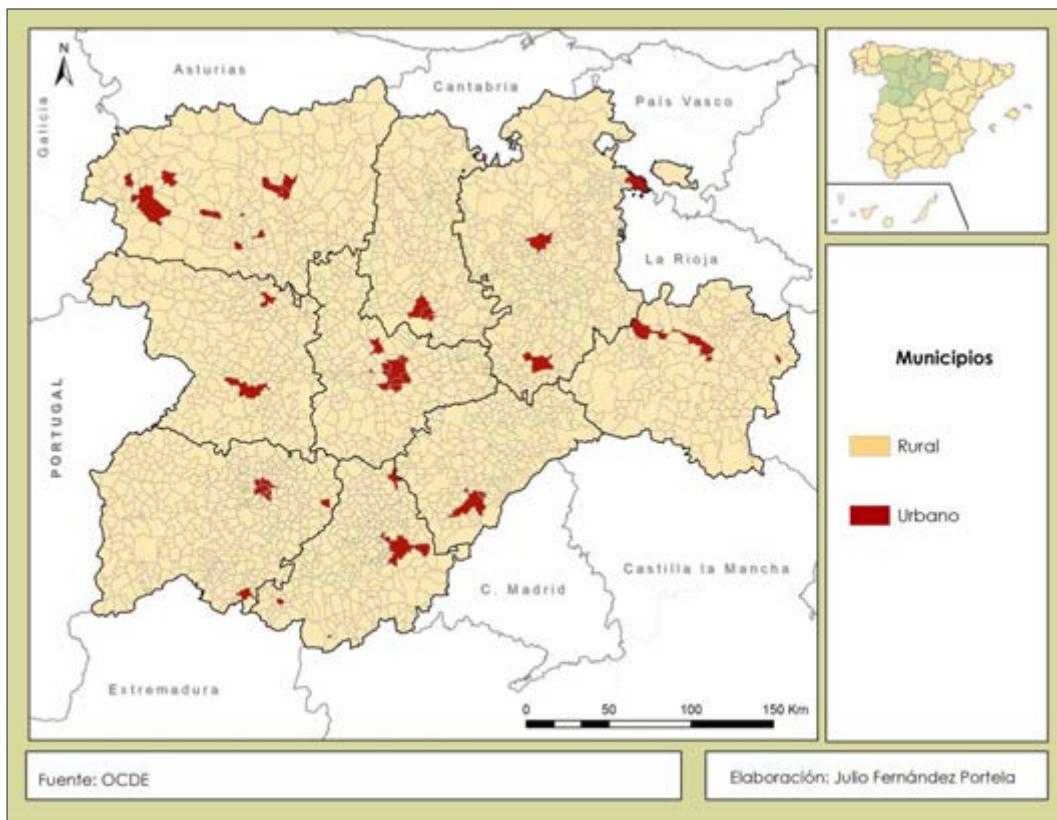 N
Asturias
Cantabria
País Vasco
Galicia
La Rioja
PORTUGAL
Castilla la Mancha
C. Madrid
Extremadura
0 50 100 150 Km
Municipios
Rural
Urbano
Fuente: OCDE
Elaboración: Julio Fernández Portela